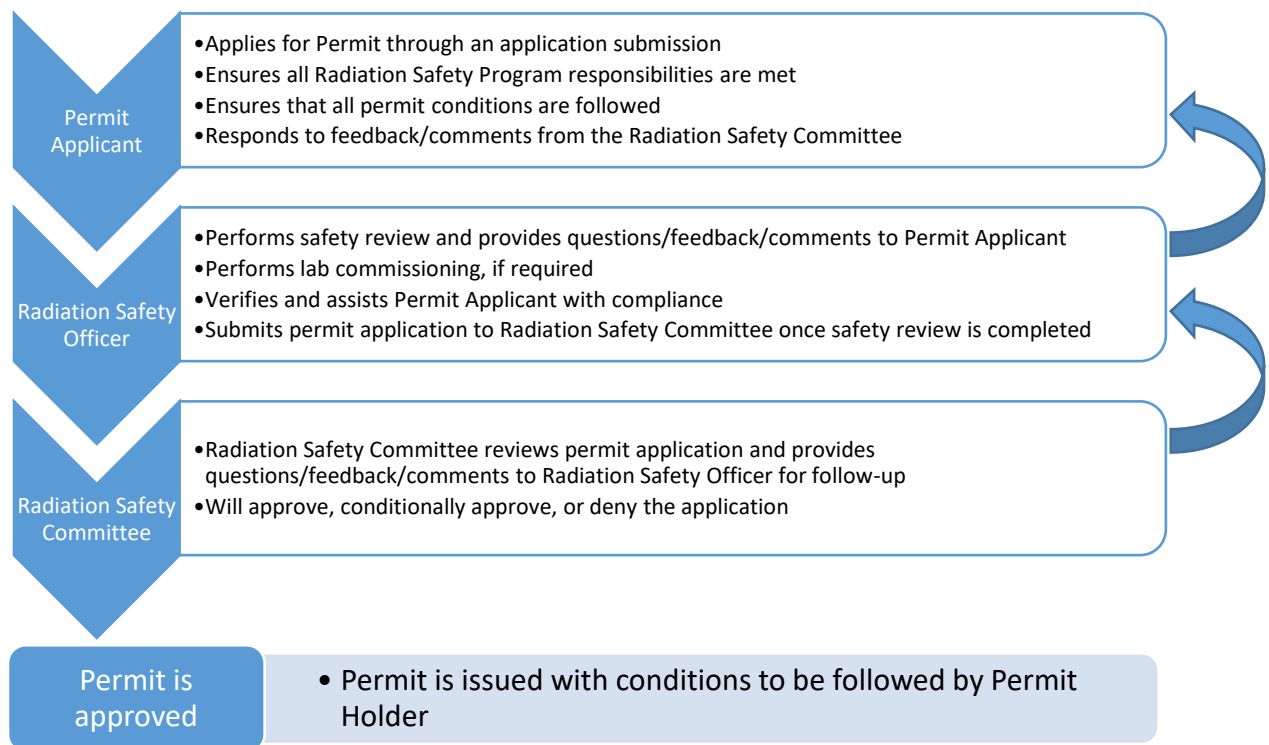 Permit
Applicant
•Applies for Permit through an application submission
•Ensures all Radiation Safety Program responsibilities are met
•Ensures that all permit conditions are followed
•Responds to feedback/comments from the Radiation Safety Committee
Radiation Safety
Officer
•Performs safety review and provides questions/feedback/comments to Permit Applicant
•Performs lab commissioning, if required
•Verifies and assists Permit Applicant with compliance
•Submits permit application to Radiation Safety Committee once safety review is completed
Radiation Safety
Committee
•Radiation Safety Committee reviews permit application and provides
questions/feedback/comments to Radiation Safety Officer for follow-up
•Will approve, conditionally approve, or deny the application
Permit is
approved
• Permit is issued with conditions to be followed by Permit
Holder